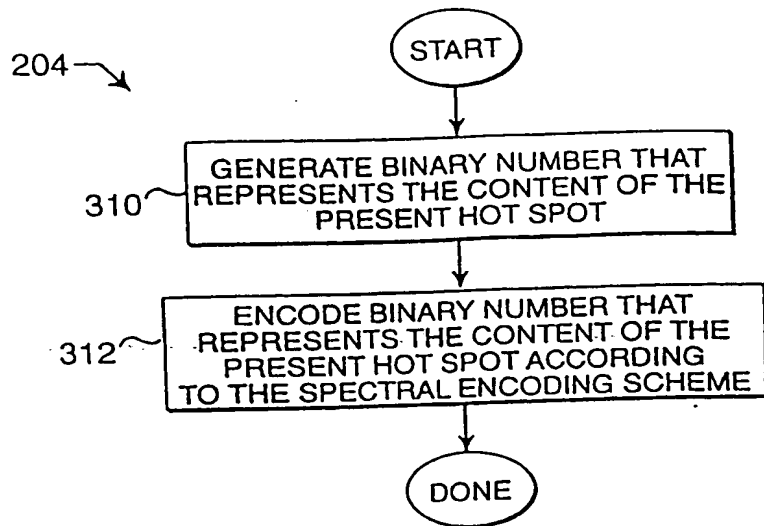 START
204
GENERATE BINARY NUMBER THAT
REPRESENTS THE CONTENT OF THE
PRESENT HOT SPOT.
310
ENCODE BINARY NUMBER THAT
REPRESENTS THE CONTENT OF THE
PRESENT HOT SPOT ACCORDING
TO THE SPECTRAL ENCODING SCHEME
312
DONE